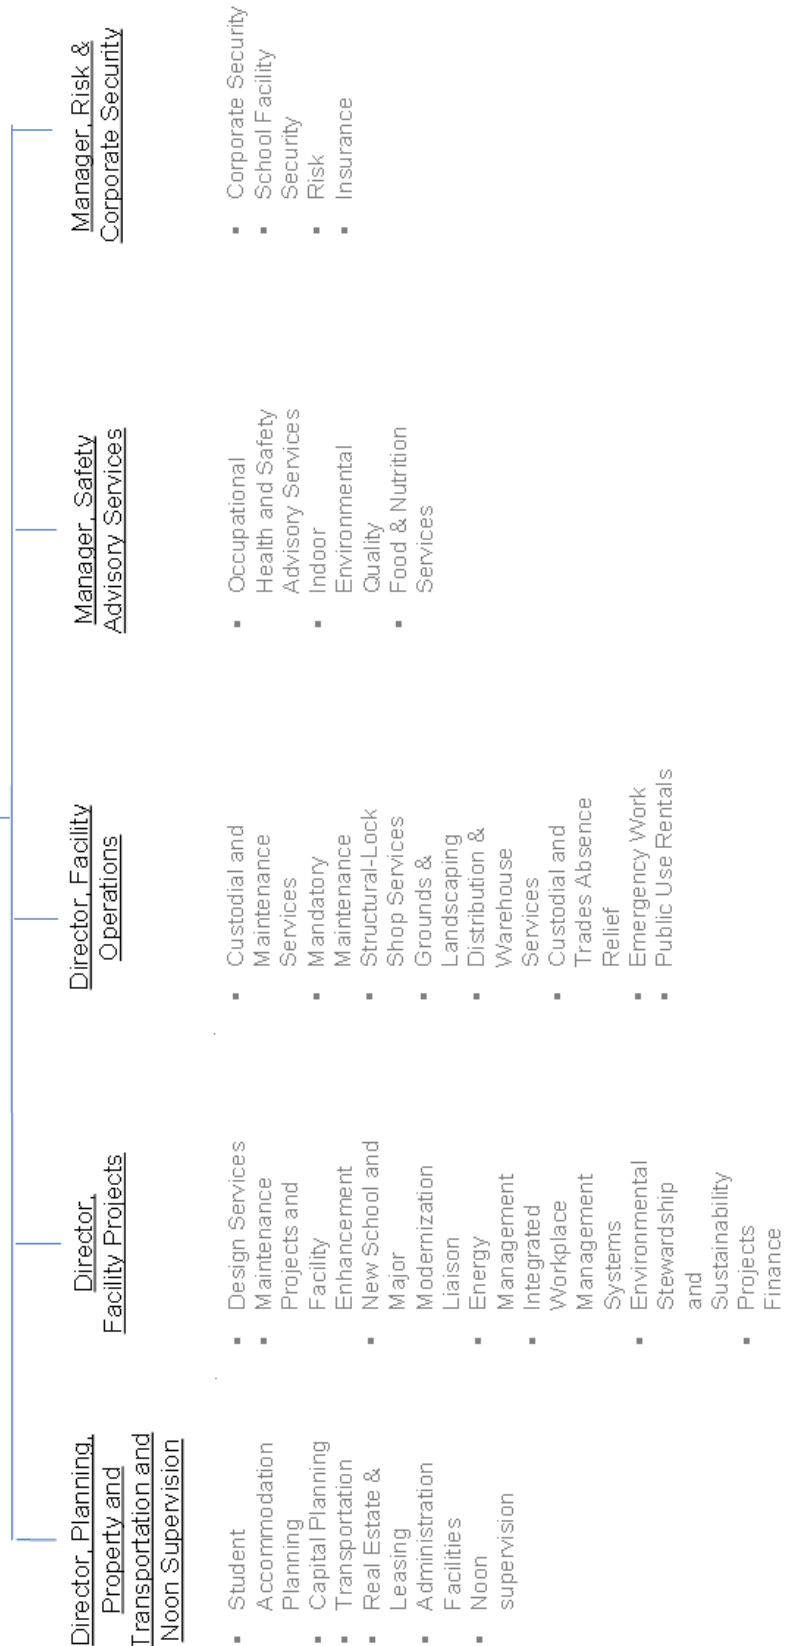 Director, Planning,
Property and
Transportation and
Noon Supervision
▪ Student
Accommodation
Planning
▪ Capital Planning
▪ Transportation
▪ Real Estate &
Leasing
▪ Administration
Facilities
▪ Noon
supervision
Director,
Facility Projects
▪ Design Services
▪ Maintenance
Projects and
Facility
Enhancement
▪ New School and
Major
Modernization
Liaison
▪ Energy
Management
▪ Integrated
Workplace
Management
Systems
▪ Environmental
Stewardship
and
Sustainability
▪ Projects
Finance
Director, Facility
Operations
▪ Custodial and
Maintenance
Services
▪ Mandatory
Maintenance
▪ Structural-Lock
Shop Services
▪ Grounds &
Landscaping
▪ Distribution &
Warehouse
Services
▪ Custodial and
Trades Absence
Relief
▪ Emergency Work
▪ Public Use Rentals
Manager, Safety
Advisory Services
▪ Occupational
Health and Safety
Advisory Services
▪ Indoor
Environmental
Quality
▪ Food & Nutrition
Services
Manager, Risk &
Corporate Security
▪ Corporate Security
▪ School Facility
Security
▪ Risk
▪ Insurance